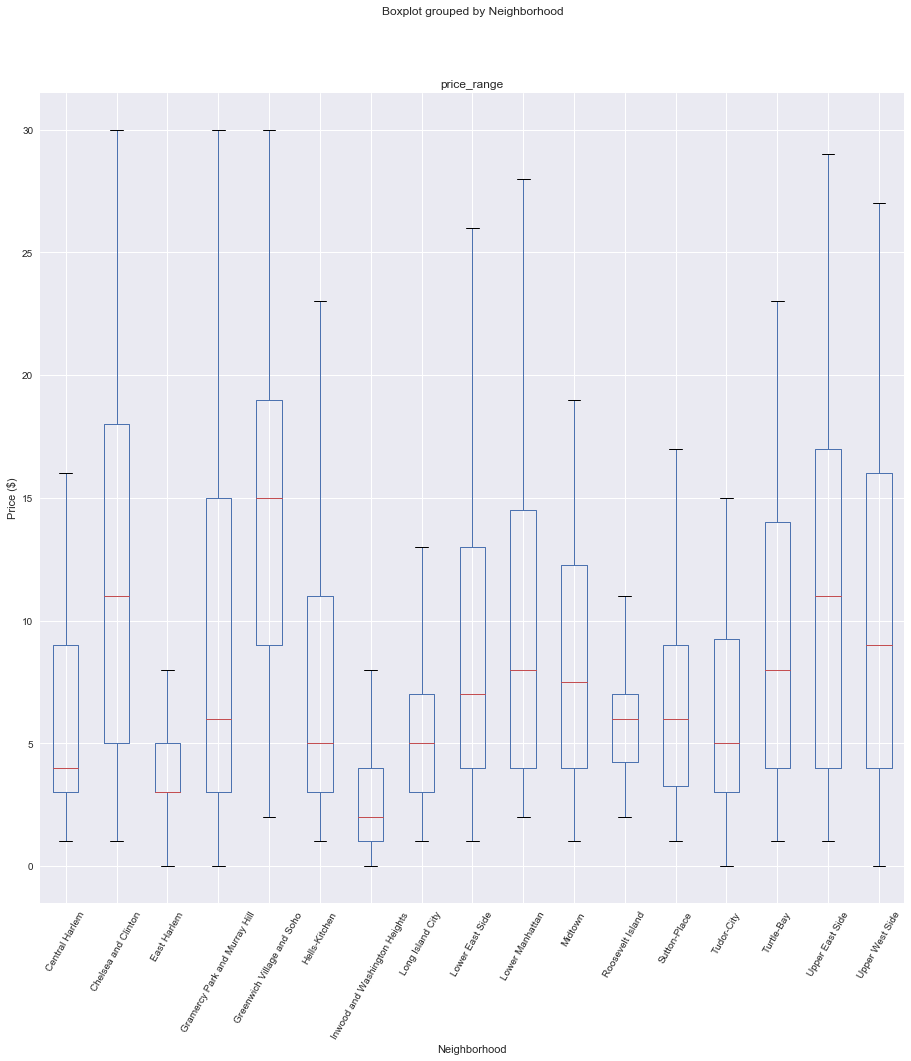 Boxplot grouped by Neighborhood
price_range
30
25
20
15
10
5
0
Price ($)
Central Harlem
Chelsea and Clinton
East Harlem
Gramercy Park and Murray Hill
Greenwich Village and Soho
Hells-Kitchen
Inwood and Washington Heights
Long Island City
Lower East Side
Lower Manhattan
Midtown
Roosevelt Island
Sutton-Place
Tudor-City
Turtle-Bay
Upper East Side
Upper West Side
Neighborhood